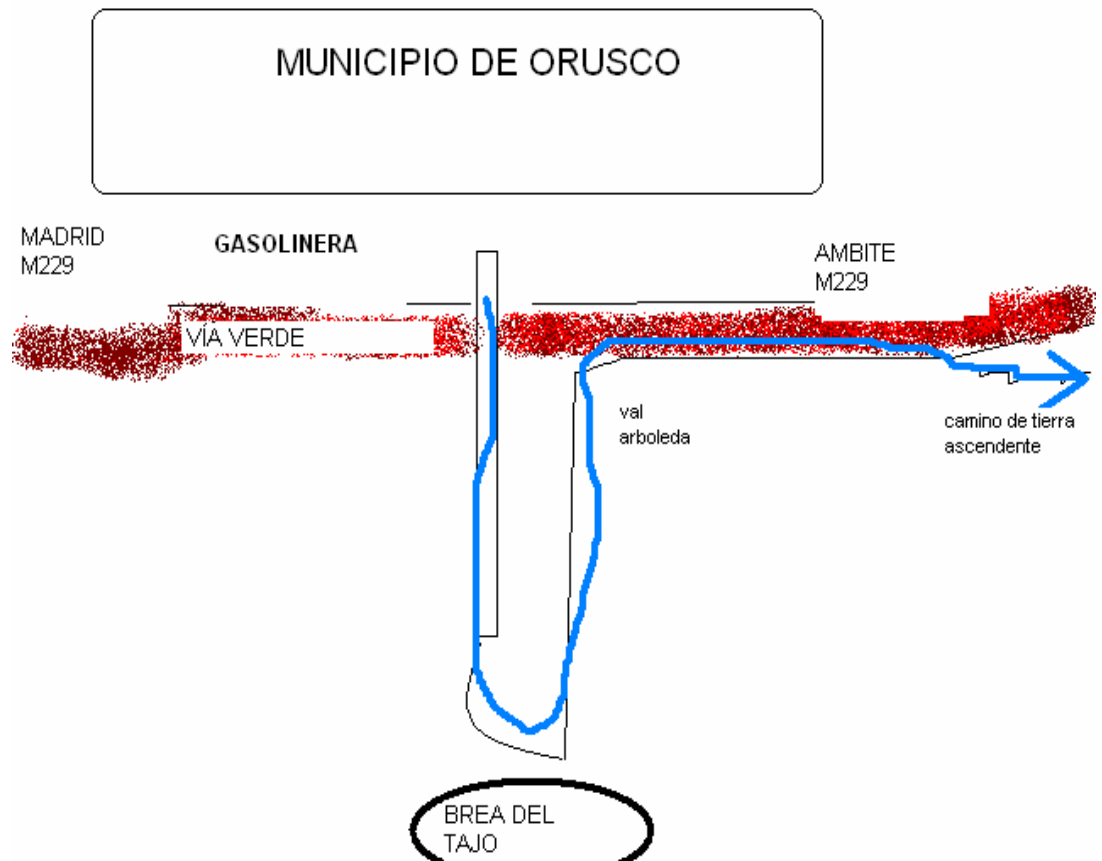 MUNICIPIO DE ORUSCO
MADRID
M229
GASOLINERA
AMBITE
M229
VÍA VERDE
val
arboleda
camino de tierra
ascendente
BREA DEL
TAJO